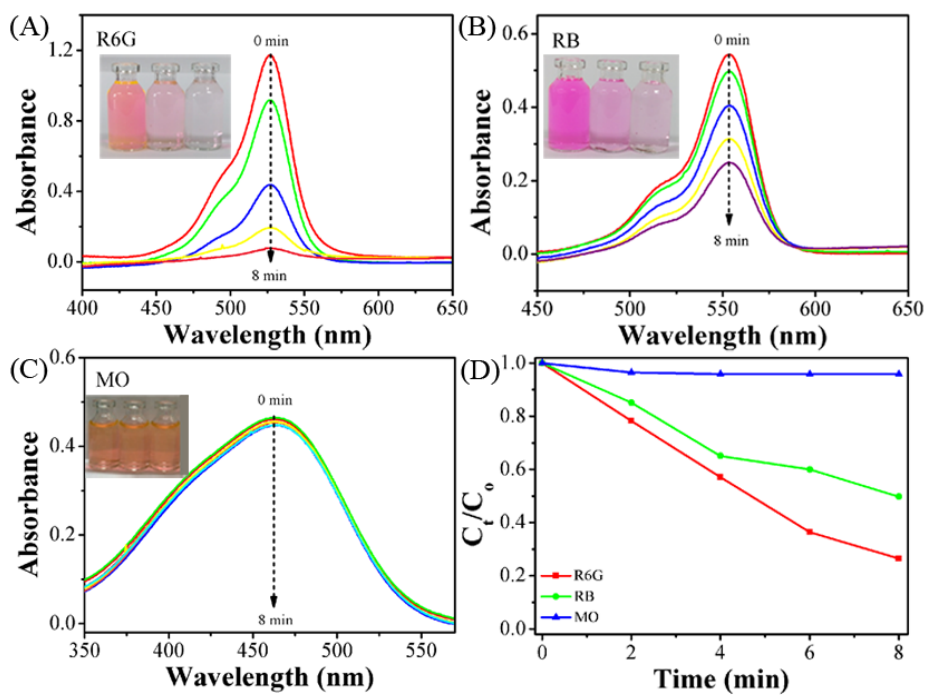 (A)
R6G
0 min
8 min
1.2
0.8
0.4
0.0
Absorbance
400 450 500 550 600 650
Wavelength (nm)
(B)
RB
0 min
8 min
0.6
0.4
0.2
0.0
Absorbance
450 500 550 600 650
Wavelength (nm)
(C)
MO
0 min
8 min
0.6
0.4
0.2
0.0
Absorbance
350 400 450 500 550
Wavelength (nm)
(D)
1.0
0.8
0.6
0.4
0.2
0.0
Ct/Co
R6G
RB
MO
0 2 4 6 8
Time (min)